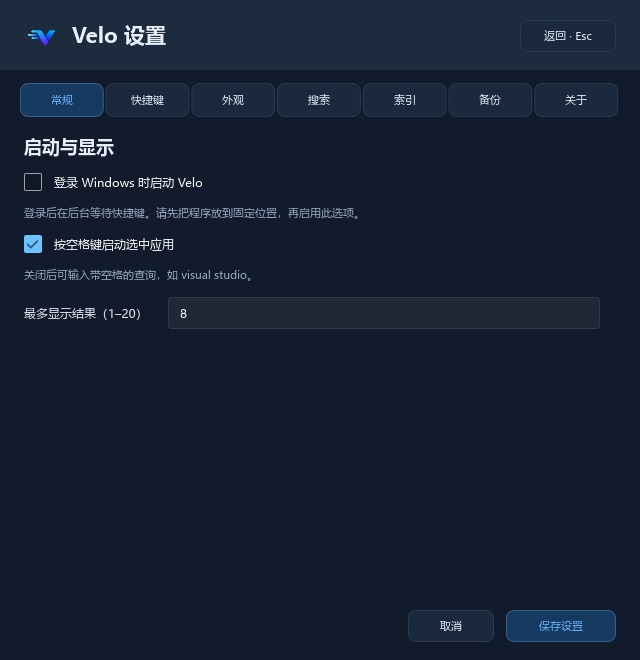 Velo 设置
返回 · Esc
常规
快捷键
外观
搜索
索引
备份
关于
启动与显示
登录 Windows 时启动 Velo
登录后在后台等待快捷键。请先把程序放到固定位置，再启用此选项。
按空格键启动选中应用
关闭后可输入带空格的查询，如 visual studio。
最多显示结果（1–20）
8
取消
保存设置